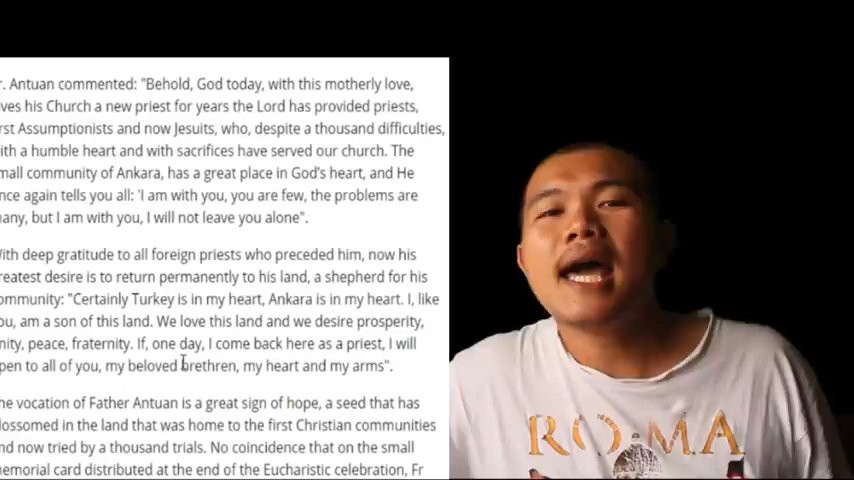 r. Antuan commented: "Behold, God today, with this motherly love,
ves his Church a new priest for years the Lord has provided priests,
rst Assumptionists and now Jesuits, who, despite a thousand difficulties,
ith a humble heart and with sacrifices have served our church. The
mall community of Ankara, has a great place in God's heart, and He
nce again tells you all: 'I am with you, you are few, the problems are
any, but I am with you, I will not leave you alone".
ith deep gratitude to all foreign priests who preceded him, now his
reatest desire is to return permanently to his land, a shepherd for his
ommunity: "Certainly Turkey is in my heart, Ankara is in my heart. I, like
ou, am a son of this land. We love this land and we desire prosperity,
nity, peace, fraternity. If, one day, I come back here as a priest, I will
pen to all of you, my beloved brethren, my heart and my arms".
he vocation of Father Antuan is a great sign of hope, a seed that has
lossomed in the land that was home to the first Christian communities
nd now tried by a thousand trials. No coincidence that on the small
emorial card distributed at the end of the Eucharistic celebration, Fr
ROMA